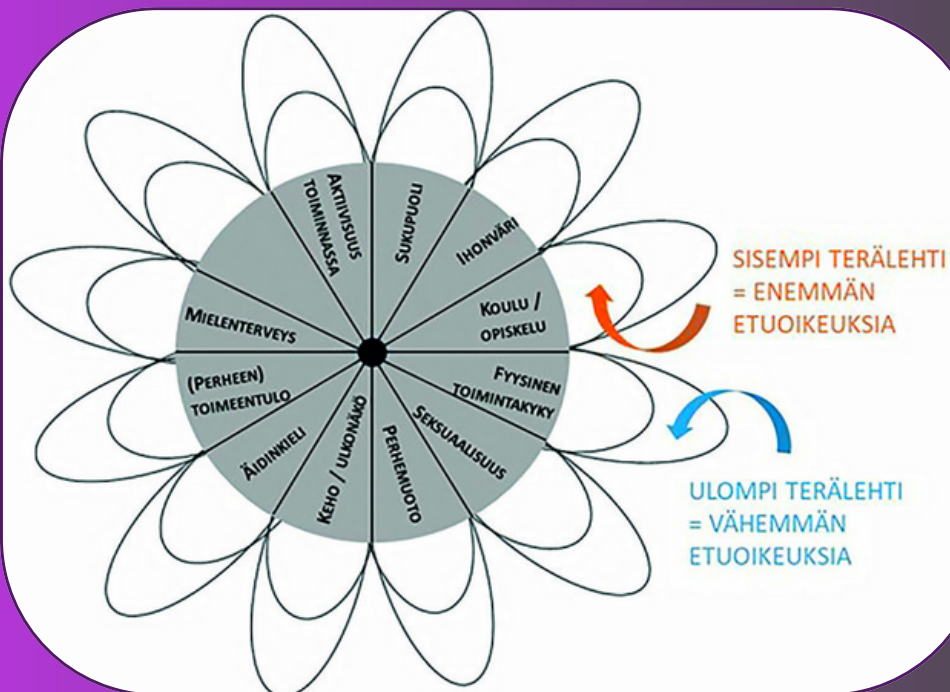 Aktiivisuus
toiminnassa
Sukupuoli
Ihonväri
Koulu /
opiskelu
Fyysinen
toimintakyky
Seksuaalisuus
Perhemuoto
Keho / ulkonäkö
Äidinkieli
(Perheen)
toimeentulo
Mielenterveys
SISEMPI TERÄLEHTI
= ENEMMÄN
ETUOIKEUKSIA
ULOMPI TERÄLEHTI
= VÄHEMMÄN
ETUOIKEUKSIA